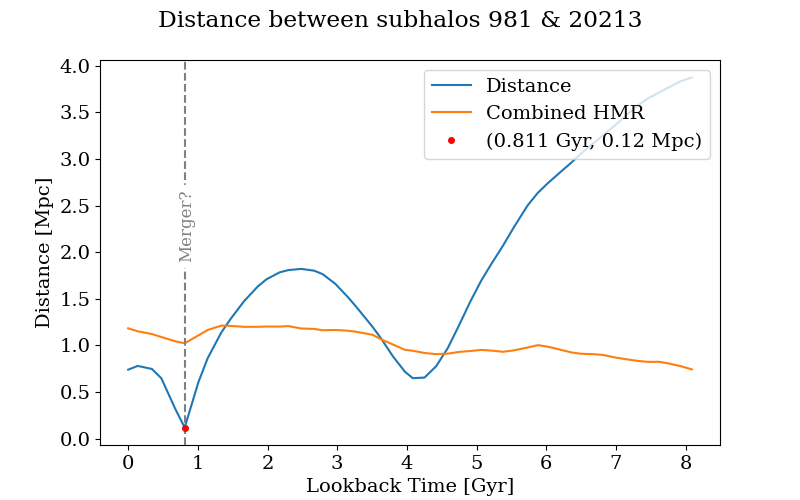 Distance between subhalos 981 & 20213
4.0
3.5
3.0
2.5
2.0
1.5
1.0
0.5
0.0
Distance [Mpc]
Merger?
Distance
Combined HMR
(0.811 Gyr, 0.12 Mpc)
0 1 2 3 4 5 6 7 8
Lookback Time [Gyr]